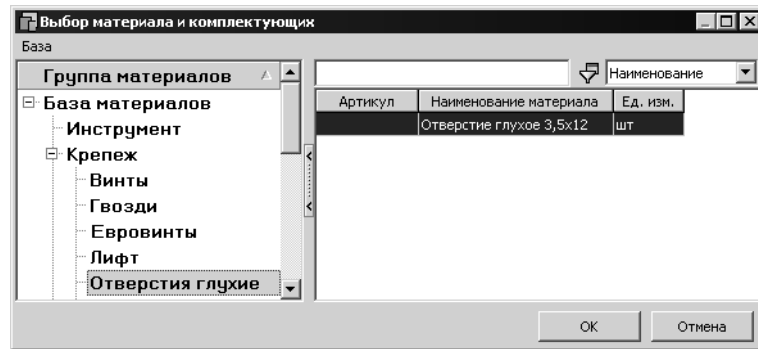 Выбор материала и комплектующих
База
Группа материалов
Наименование
База материалов
Инструмент
Крепеж
Винты
Гвозди
Евровинты
Лифт
Отверстия глухие
Артикул Наименование материала Ед. изм.
Отверстие глухое 3,5x12 шт
OK Отмена